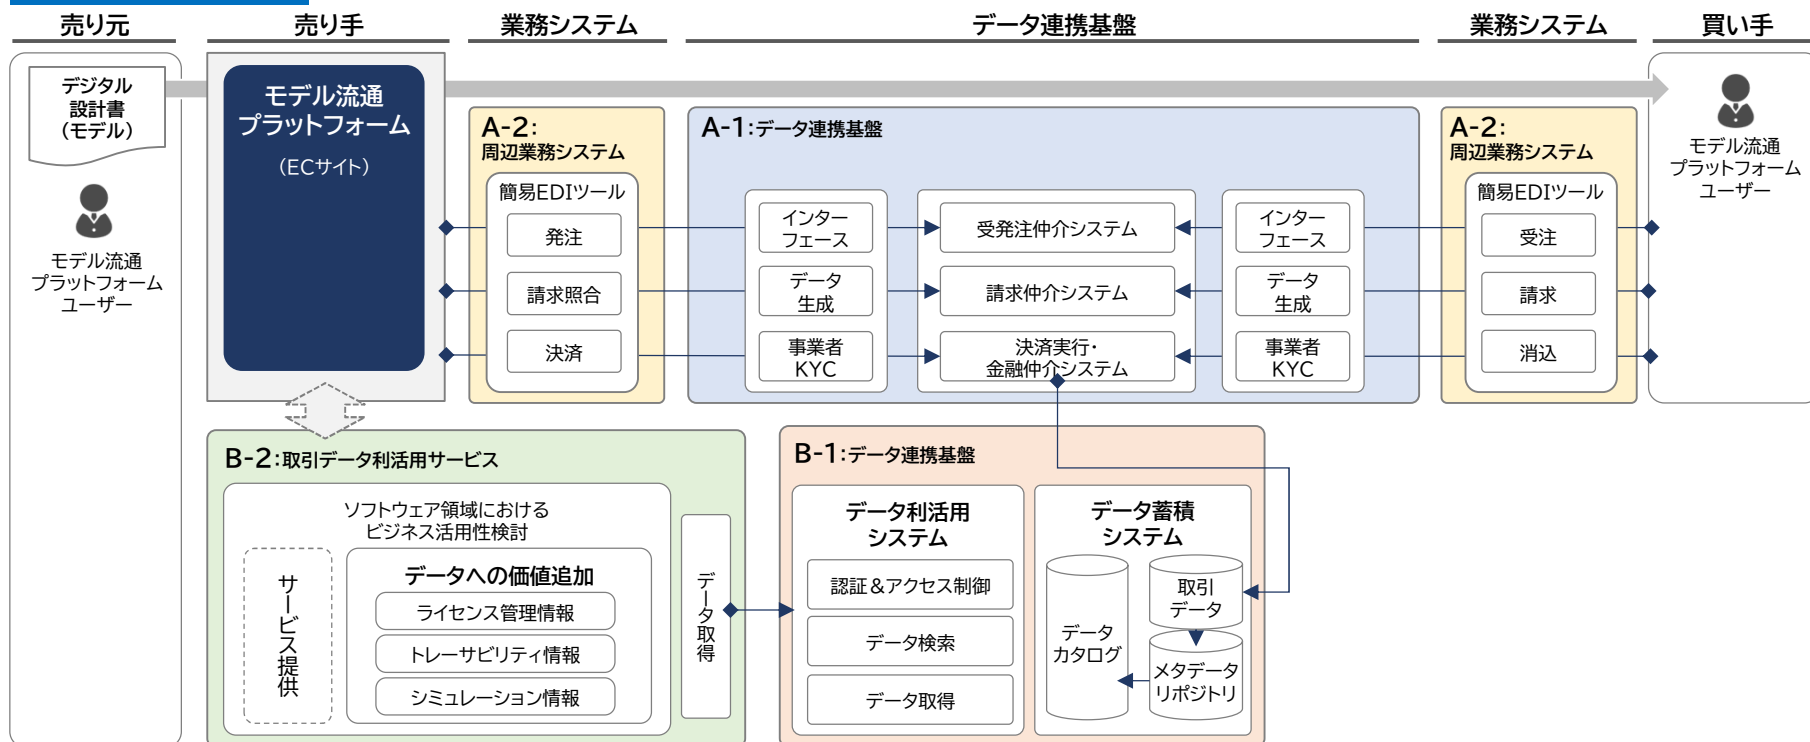 売り元
売り手
業務システム
データ連携基盤
業務システム
買い手
デジタル
設計書
(モデル)
モデル流通
プラットフォーム
ユーザー
モデル流通
プラットフォーム
(ECサイト)
A-2:
周辺業務システム
簡易EDIツール
発注
請求照合
決済
A-1:データ連携基盤
インター
フェース
データ
生成
事業者
KYC
受発注仲介システム
請求仲介システム
決済実行・
金融仲介システム
インター
フェース
データ
生成
事業者
KYC
A-2:
周辺業務システム
簡易EDIツール
受注
請求
消込
モデル流通
プラットフォーム
ユーザー
B-2:取引データ利活用サービス
ソフトウェア領域における
ビジネス活用性検討
サービス提供
データへの価値追加
ライセンス管理情報
トレーサビリティ情報
シミュレーション情報
データ取得
B-1:データ連携基盤
データ利活用
システム
認証＆アクセス制御
データ検索
データ取得
データ蓄積
システム
データ
カタログ
取引
データ
メタデータ
リポジトリ